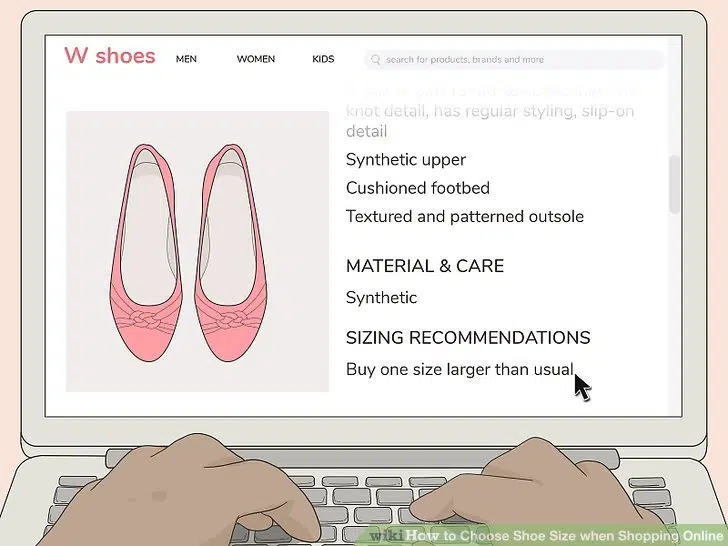 W shoes
MEN
WOMEN
KIDS
search for products, brands and more
knot detail, has regular styling, slip-on
detail
Synthetic upper
Cushioned footbed
Textured and patterned outsole
MATERIAL & CARE
Synthetic
SIZING RECOMMENDATIONS
Buy one size larger than usual
wikiHow to Choose Shoe Size when Shopping Online